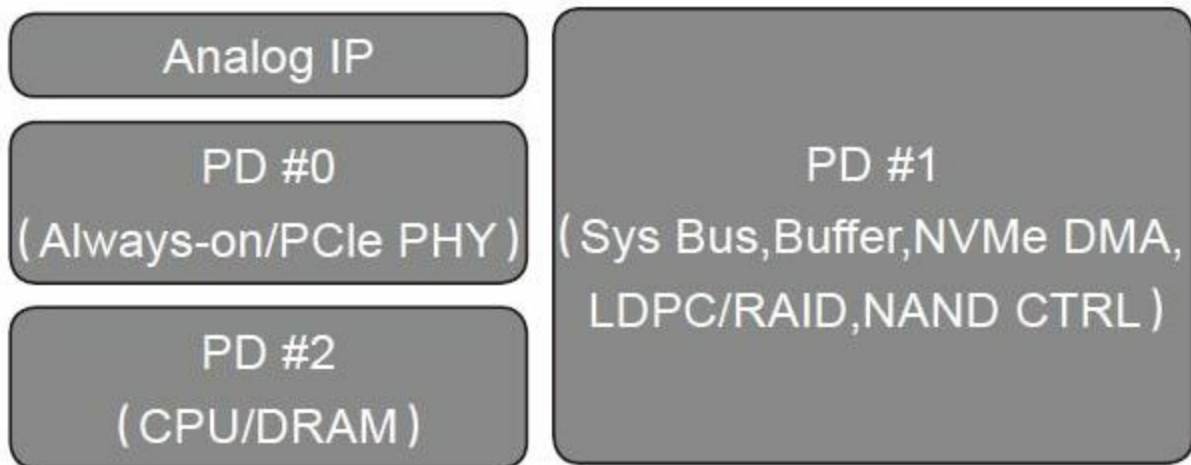 Analog IP
PD #0
(Always-on/PCIe PHY)
PD #2
(CPU/DRAM)
PD #1
(Sys Bus,Buffer,NVMe DMA,
LDPC/RAID,NAND CTRL)